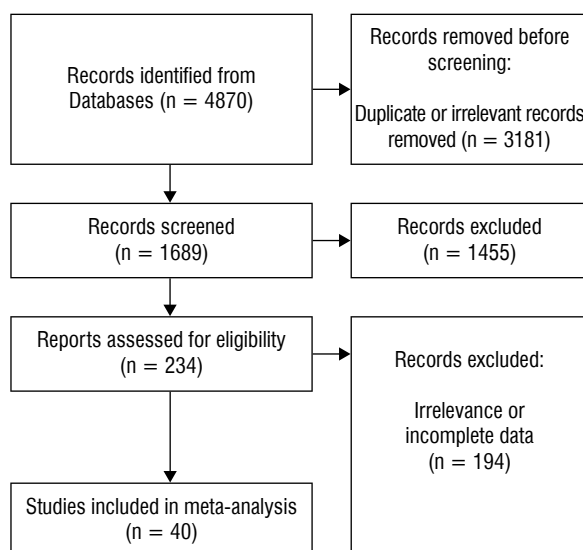 Records identified from
Databases (n = 4870)
Records removed before
screening:
Duplicate or irrelevant records
removed (n = 3181)
Records screened
(n = 1689)
Records excluded
(n = 1455)
Reports assessed for eligibility
(n = 234)
Records excluded:
Irrelevance or
incomplete data
(n = 194)
Studies included in meta-analysis
(n = 40)